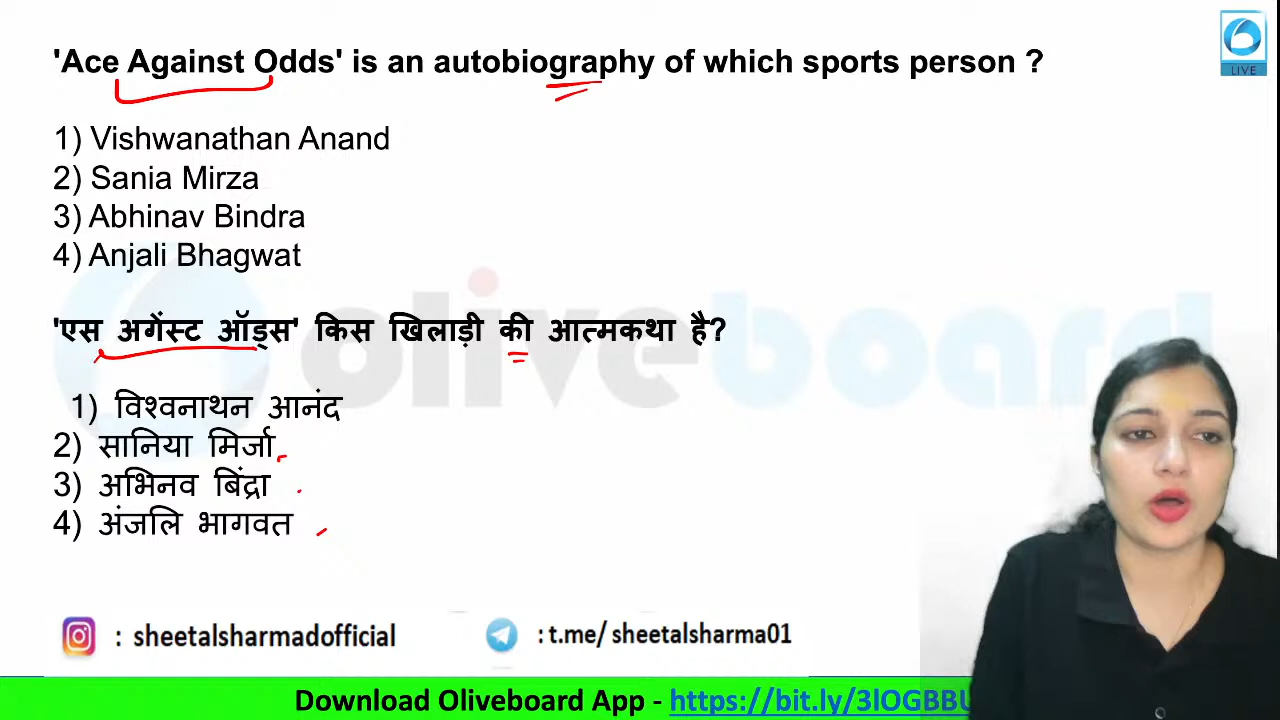 'Ace Against Odds' is an autobiography of which sports person ?
LIVE
1) Vishwanathan Anand
2) Sania Mirza
3) Abhinav Bindra
4) Anjali Bhagwat
oliveboard
'एस अगेंस्ट ऑड्स' किस खिलाड़ी की आत्मकथा है?
1) विश्वनाथन आनंद
2) सानिया मिर्जा
3) अभिनव बिंद्रा
4) अंजलि भागवत
: sheetalsharmadofficial
: t.me/ sheetalsharma01
Download Oliveboard App - https://bit.ly/3lOGBBU